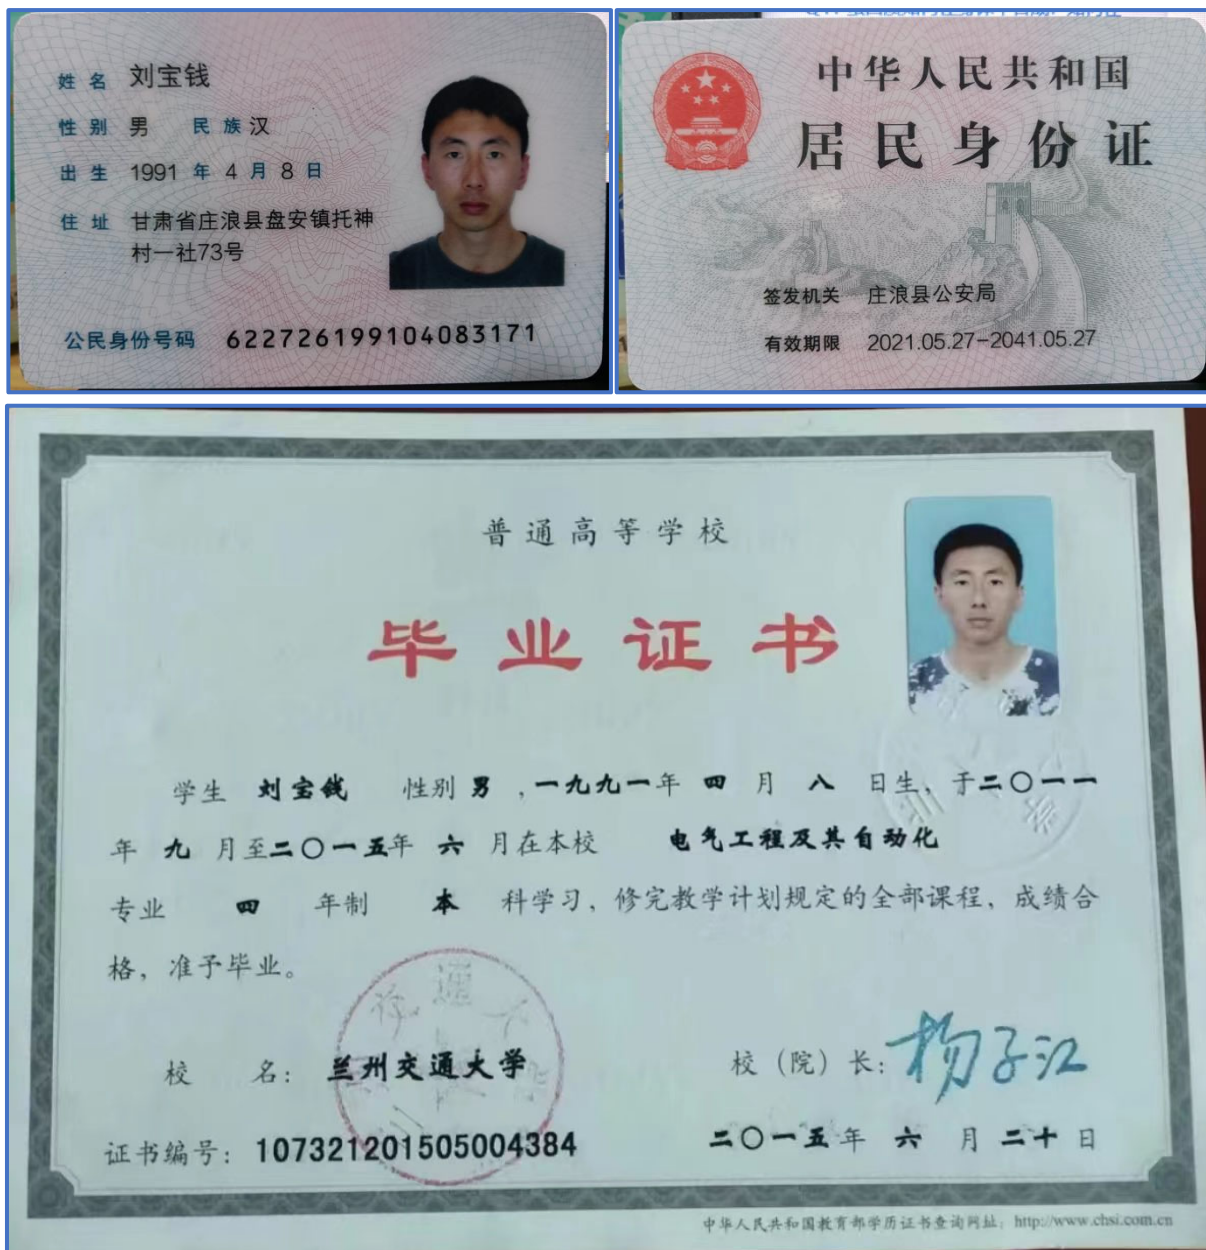 姓名 刘宝钱
性别 男 民族 汉
出生 1991 年 4 月 8 日
住址 甘肃省庄浪县盘安镇托神
村一社73号
公民身份号码 622726199104083171
中华人民共和国
居民身份证
签发机关 庄浪县公安局
有效期限 2021.05.27-2041.05.27
普通高等学校
毕业证书
学生 刘宝钱 性别 男 ,一九九一年 四 月 八 日生, 于二〇一一
年 九 月至二〇一五年 六 月在本校 电气工程及其自动化
专业 四 年制 本 科学习, 修完教学计划规定的全部课程, 成绩合
格, 准予毕业。
校 名: 兰州交通大学
校（院）长: 杨子江
证书编号: 107321201505004384
二〇一五年 六 月 二十 日
中华人民共和国教育部学历证书查询网址: http://www.chsi.com.cn